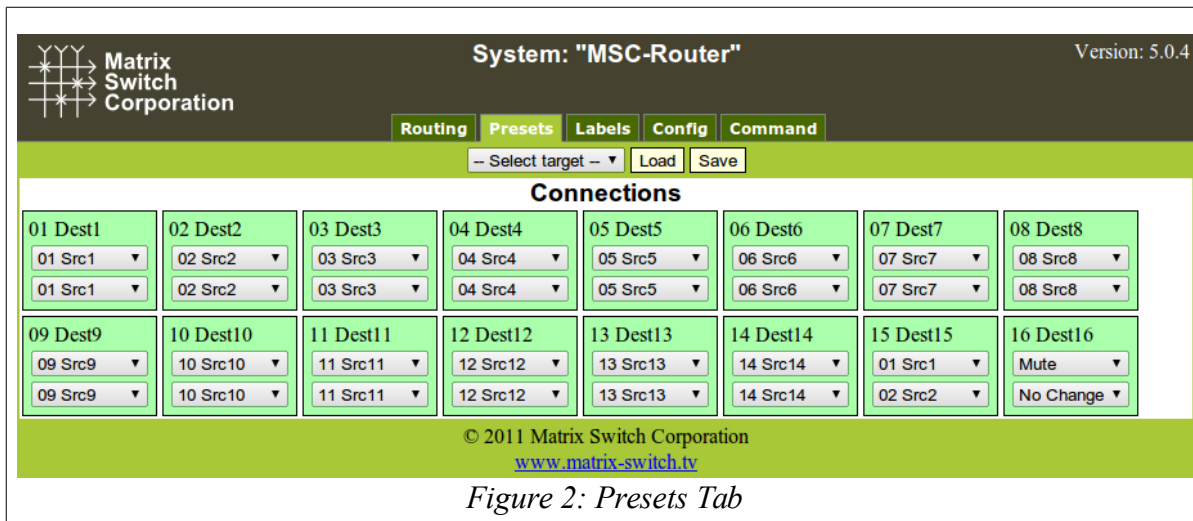 Matrix
Switch
Corporation
System: "MSC-Router"
Version: 5.0.4
Routing Presets Labels Config Command
-- Select target -- Load Save
Connections
01 Dest1 02 Dest2 03 Dest3 04 Dest4 05 Dest5 06 Dest6 07 Dest7 08 Dest8
01 Src1 02 Src2 03 Src3 04 Src4 05 Src5 06 Src6 07 Src7 08 Src8
01 Src1 02 Src2 03 Src3 04 Src4 05 Src5 06 Src6 07 Src7 08 Src8
09 Dest9 10 Dest10 11 Dest11 12 Dest12 13 Dest13 14 Dest14 15 Dest15 16 Dest16
09 Src9 10 Src10 11 Src11 12 Src12 13 Src13 14 Src14 01 Src1 Mute
09 Src9 10 Src10 11 Src11 12 Src12 13 Src13 14 Src14 02 Src2 No Change
© 2011 Matrix Switch Corporation
www.matrix-switch.tv
Figure 2: Presets Tab